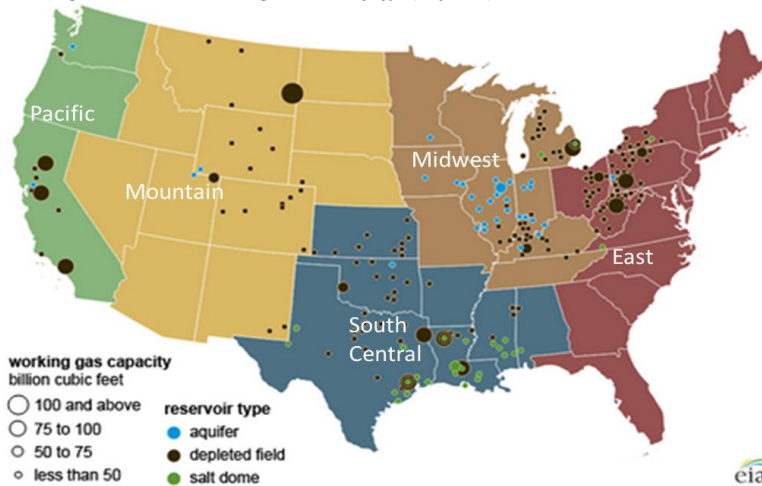 Pacific
Mountain
Midwest
East
South
Central
working gas capacity
billion cubic feet
100 and above
75 to 100
50 to 75
less than 50
reservoir type
aquifer
depleted field
salt dome
eia